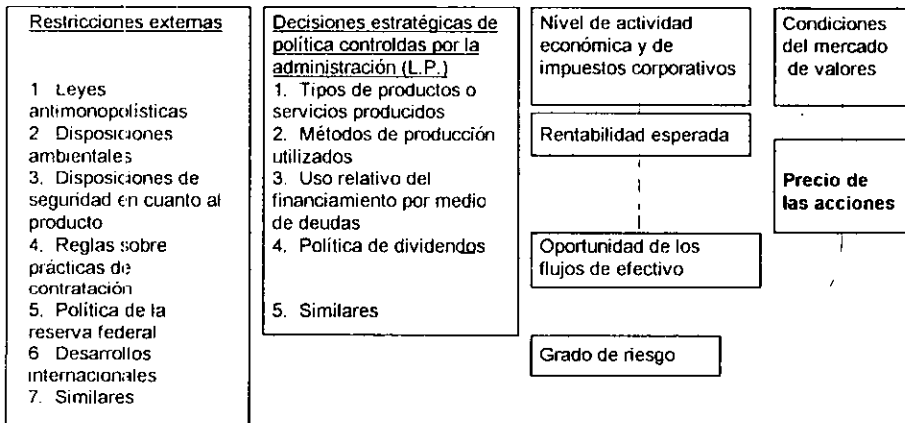 Restricciones externas
1 Leyes
antimonopolísticas
2 Disposiciones
ambientales
3. Disposiciones de
seguridad en cuanto al
producto
4. Reglas sobre
prácticas de
contratación
5. Política de la
reserva federal
6 Desarrollos
internacionales
7. Similares
Decisiones estratégicas de
política controldas por la
administración (L.P.)
1. Tipos de productos o
servicios producidos
2. Métodos de producción
utilizados
3. Uso relativo del
financiamiento por medio
de deudas
4. Política de dividendos
5. Similares
Nível de actividad
económica y de
impuestos corporativos
Rentabilidad esperada
Oportunidad de los
flujos de efectivo
Grado de riesgo
Condiciones
del mercado
de valores
Precio de
las acciones